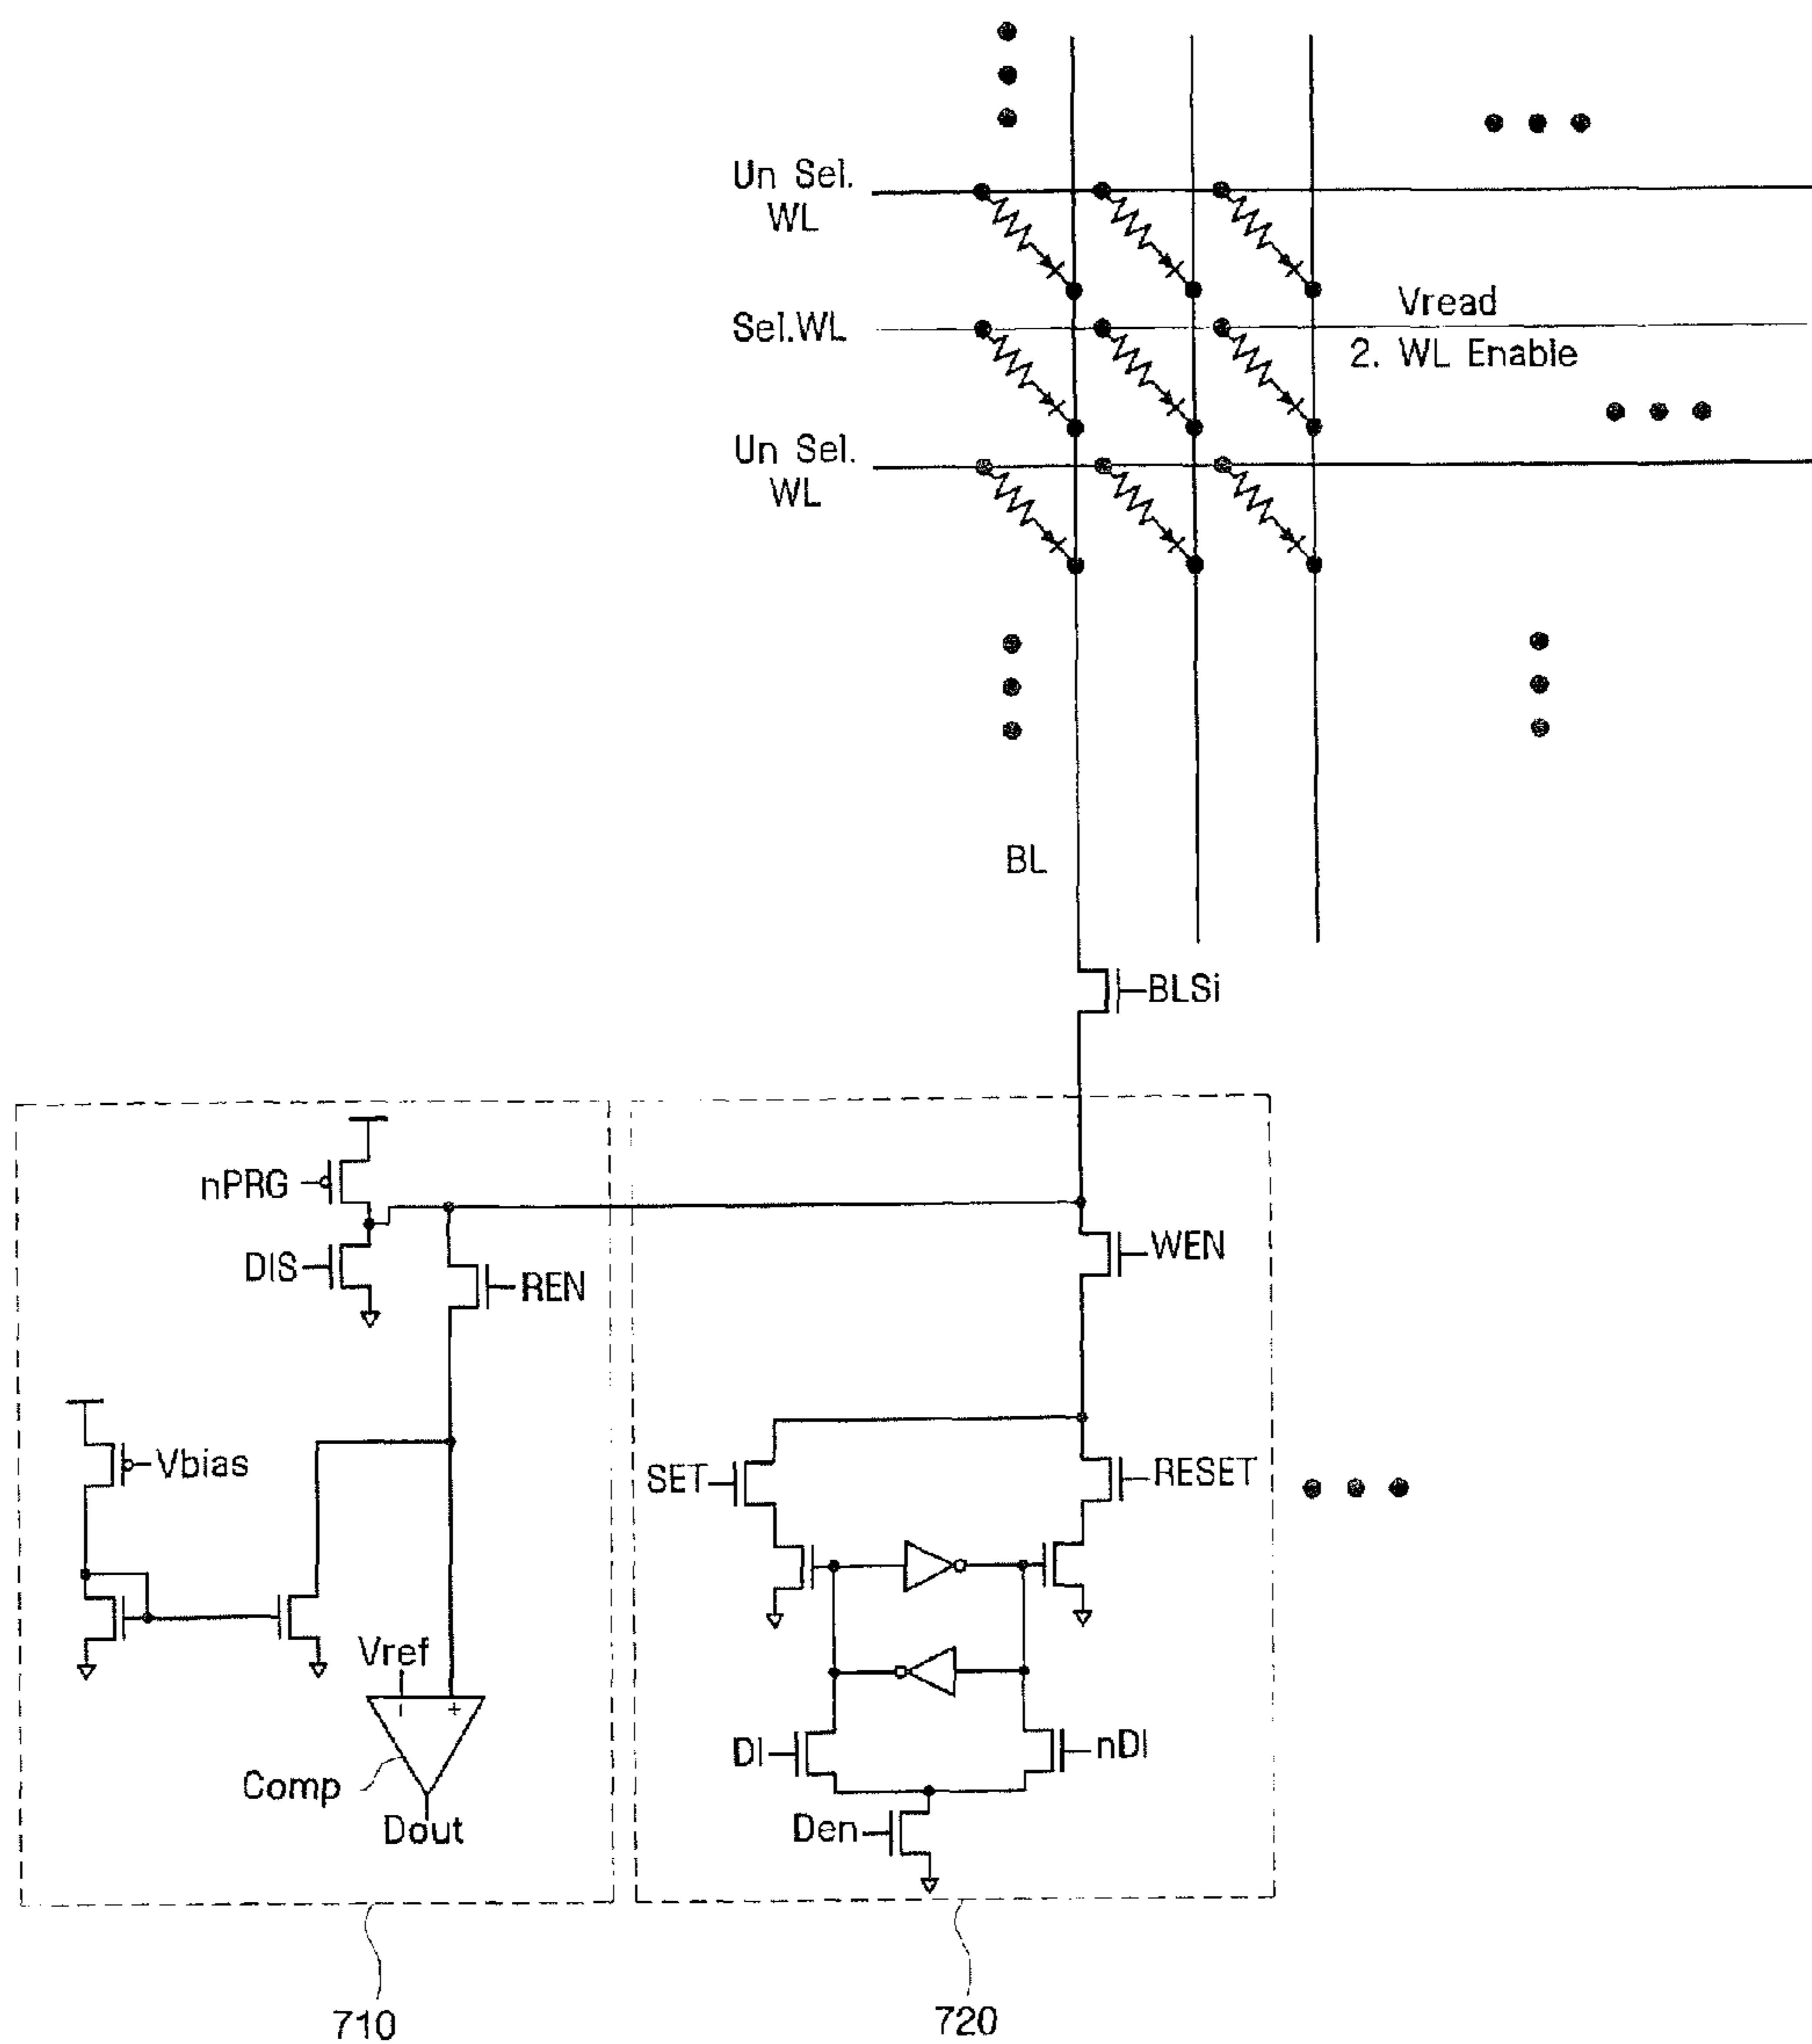 Un Sel.
WL
Vread
Sel.WL
2. WL Enable
Un Sel.
WL
BL
BLSi
nPRG
DIS
REN
WEN
Vbias
SET
RESET
Vref
- +
Comp
Dout
DI
nDI
Den
710
720